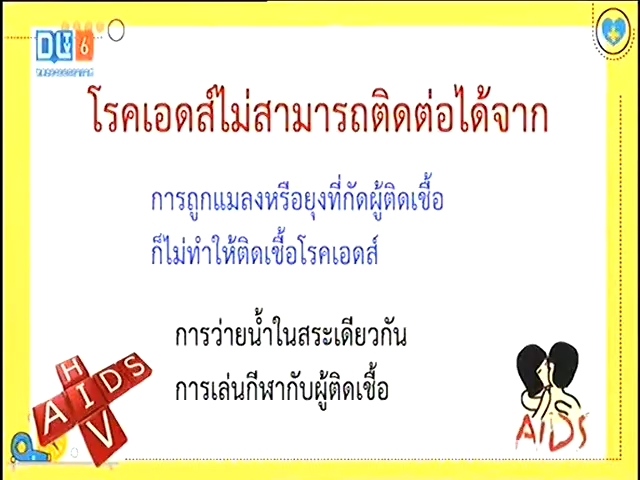 DL 6
โรคเอดส์ไม่สามารถติดต่อได้จาก
การถูกแมลงหรือยุงที่กัดผู้ติดเชื้อ
ก็ไม่ทำให้ติดเชื้อโรคเอดส์
การว่ายน้ำในสระเดียวกัน
การเล่นกีฬากับผู้ติดเชื้อ
HIV
AIDS
AIDS